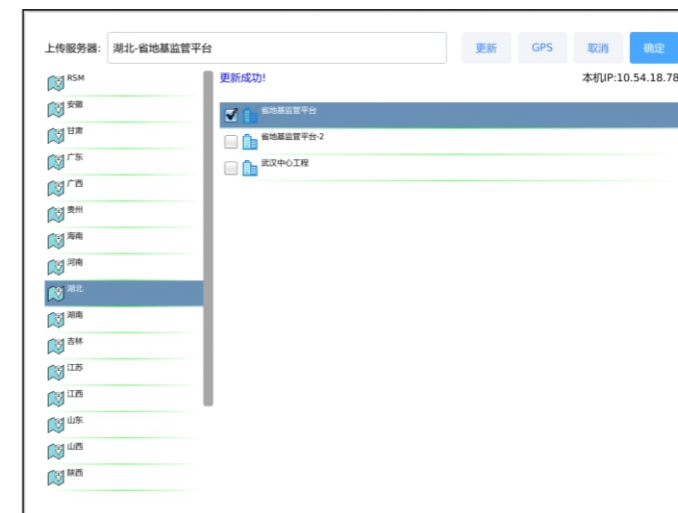 上传服务器: 湖北-省地基监管平台 更新 GPS 取消 确定
更新成功! 本机IP:10.54.18.78
RSM
安徽
甘肃
广东
广西
贵州
海南
河南
湖北
湖南
吉林
江苏
江西
山东
山西
陕西
省地基监管平台
省地基监管平台-2
武汉中心工程